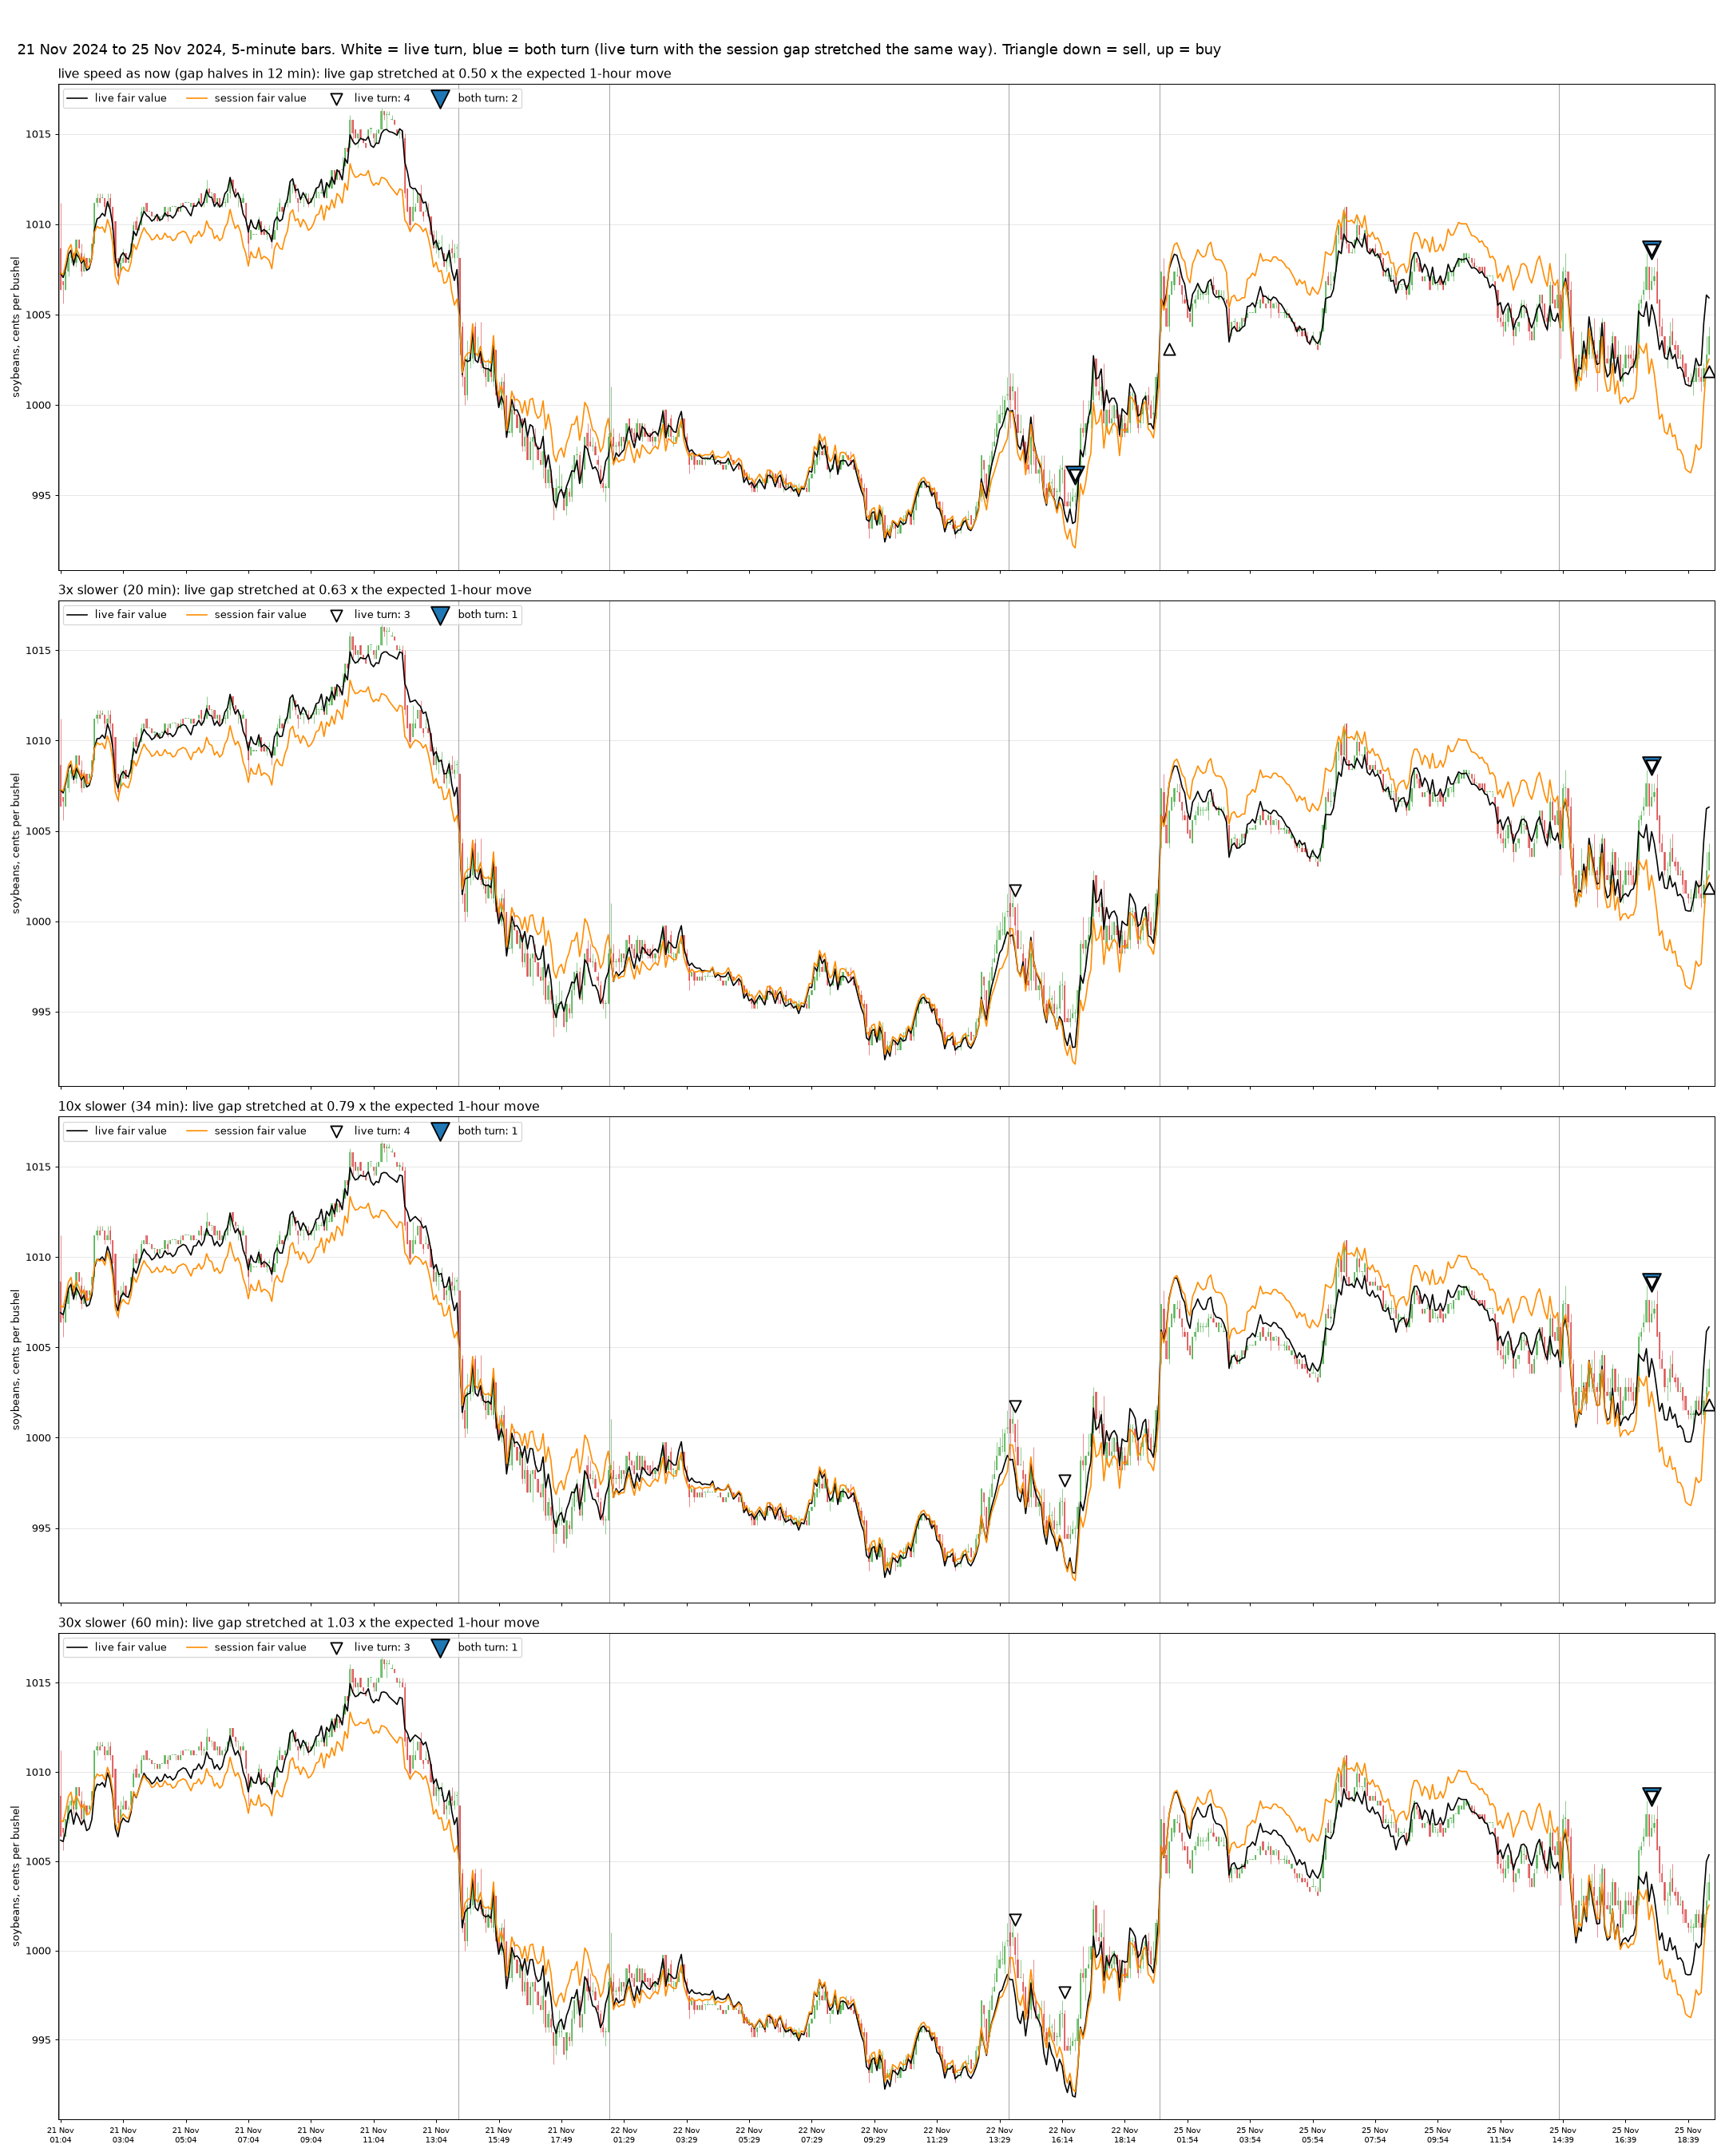 21 Nov 2024 to 25 Nov 2024, 5-minute bars. White = live turn, blue = both turn (live turn with the session gap stretched the same way). Triangle down = sell, up = buy
live speed as now (gap halves in 12 min): live gap stretched at 0.50 x the expected 1-hour move
live fair value session fair value live turn: 4 both turn: 2
1015
1010
1005
1000
995
soybeans, cents per bushel
3x slower (20 min): live gap stretched at 0.63 x the expected 1-hour move
live fair value session fair value live turn: 3 both turn: 1
1015
1010
1005
1000
995
soybeans, cents per bushel
10x slower (34 min): live gap stretched at 0.79 x the expected 1-hour move
live fair value session fair value live turn: 4 both turn: 1
1015
1010
1005
1000
995
soybeans, cents per bushel
30x slower (60 min): live gap stretched at 1.03 x the expected 1-hour move
live fair value session fair value live turn: 3 both turn: 1
1015
1010
1005
1000
995
soybeans, cents per bushel
21 Nov 21 Nov 21 Nov 21 Nov 21 Nov 21 Nov 21 Nov 21 Nov 21 Nov 22 Nov 22 Nov 22 Nov 22 Nov 22 Nov 22 Nov 22 Nov 22 Nov 22 Nov 25 Nov 25 Nov 25 Nov 25 Nov 25 Nov 25 Nov 25 Nov 25 Nov 25 Nov
01:04 03:04 05:04 07:04 09:04 11:04 13:04 15:49 17:49 01:29 03:29 05:29 07:29 09:29 11:29 13:29 16:14 18:14 01:54 03:54 05:54 07:54 09:54 11:54 14:39 16:39 18:39